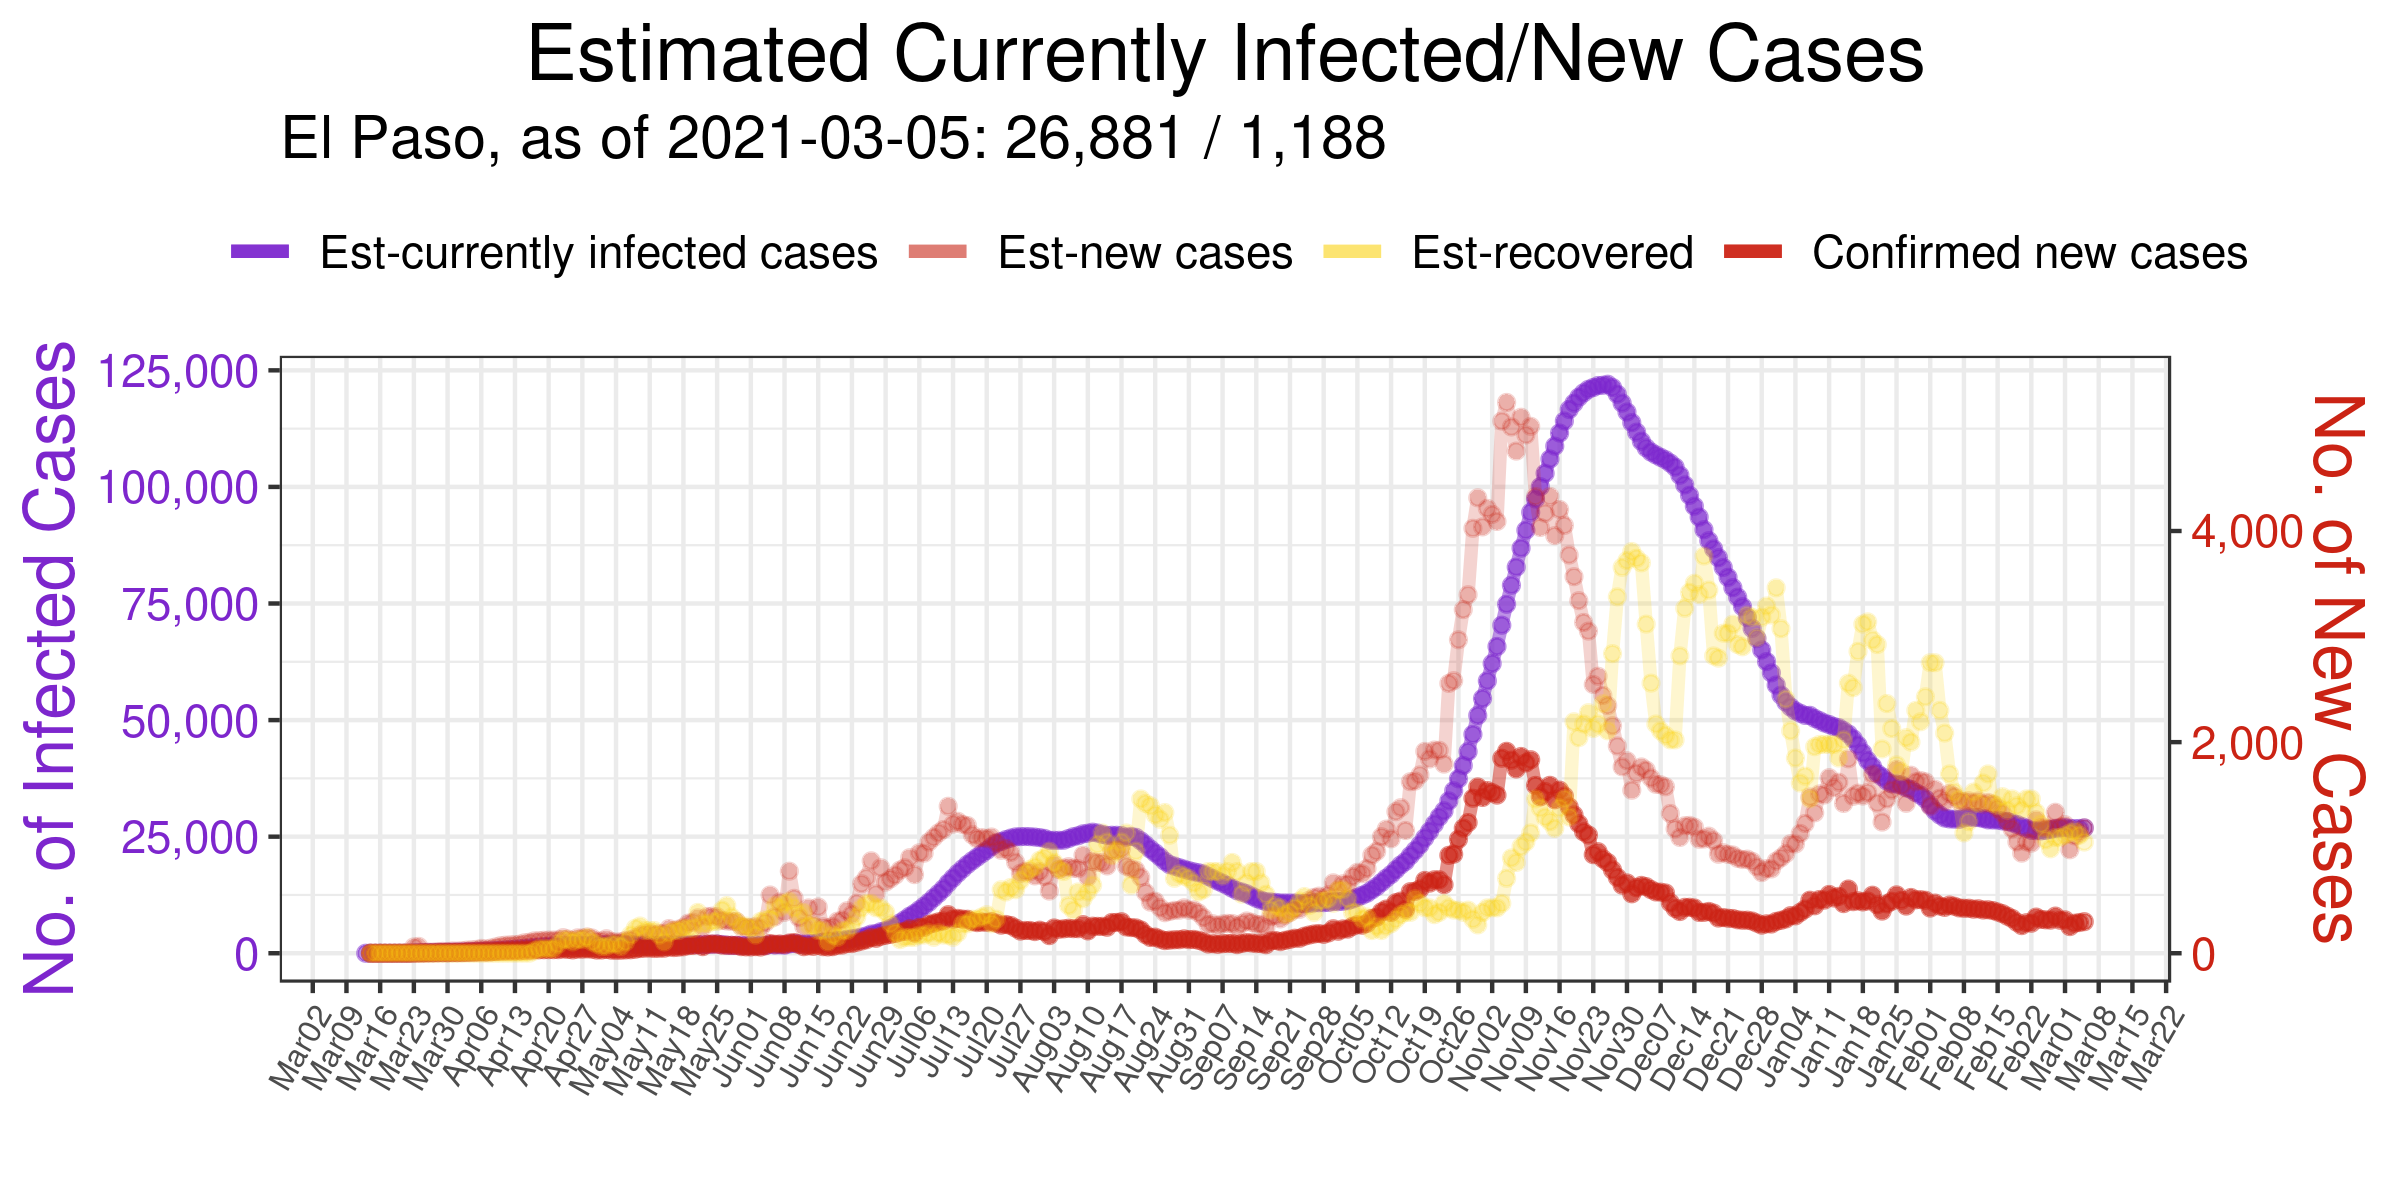 Estimated Currently Infected/New Cases
El Paso, as of 2021-03-05: 26,881 / 1,188
Est-currently infected cases Est-new cases Est-recovered Confirmed new cases
No. of Infected Cases
125,000
100,000
75,000
50,000
25,000
0
4,000
2,000
0
No. of New Cases
Mar02 Mar09 Mar16 Mar23 Mar30 Apr06 Apr13 Apr20 Apr27 May04 May11 May18 May25 Jun01 Jun08 Jun15 Jun22 Jun29 Jul06 Jul13 Jul20 Jul27 Aug03 Aug10 Aug17 Aug24 Aug31 Sep07 Sep14 Sep21 Sep28 Oct05 Oct12 Oct19 Oct26 Nov02 Nov09 Nov16 Nov23 Nov30 Dec07 Dec14 Dec21 Dec28 Jan04 Jan11 Jan18 Jan25 Feb01 Feb08 Feb15 Feb22 Mar01 Mar08 Mar15 Mar22